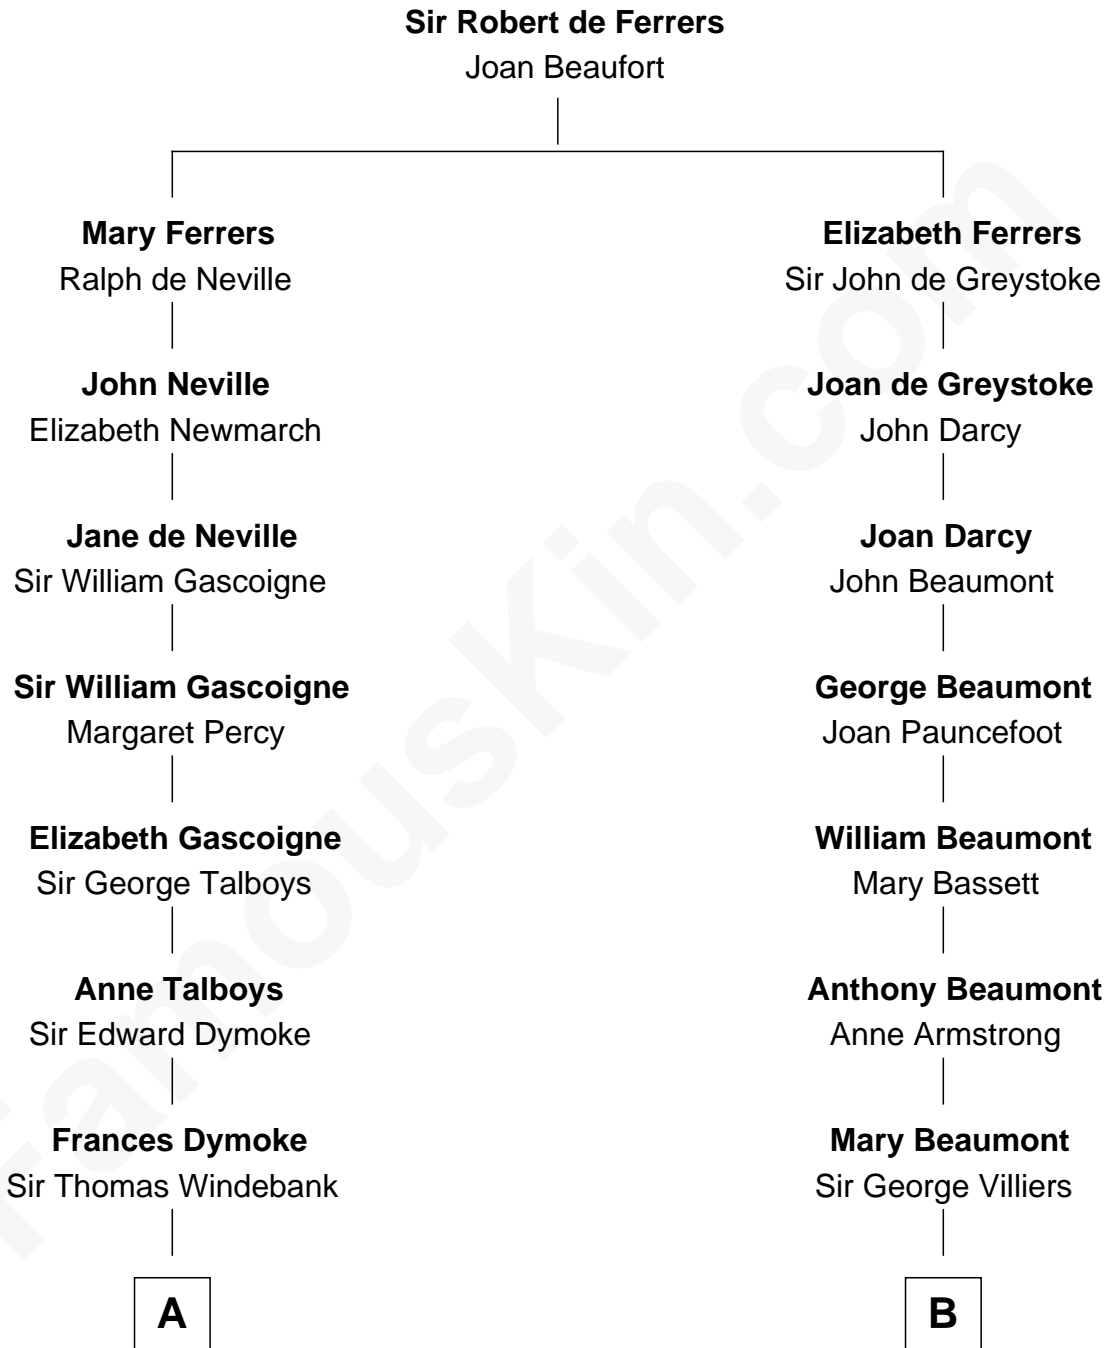 Sir Robert de Ferrers
Joan Beaufort
Mary Ferrers
Ralph de Neville
Elizabeth Ferrers
Sir John de Greystoke
John Neville
Elizabeth Newmarch
Joan de Greystoke
John Darcy
Jane de Neville
Sir William Gascoigne
Joan Darcy
John Beaumont
Sir William Gascoigne
Margaret Percy
George Beaumont
Joan Pauncefoot
Elizabeth Gascoigne
Sir George Talboys
William Beaumont
Mary Bassett
Anne Talboys
Sir Edward Dymoke
Anthony Beaumont
Anne Armstrong
Frances Dymoke
Sir Thomas Windebank
Mary Beaumont
Sir George Villiers
A
B
FamousKin.com